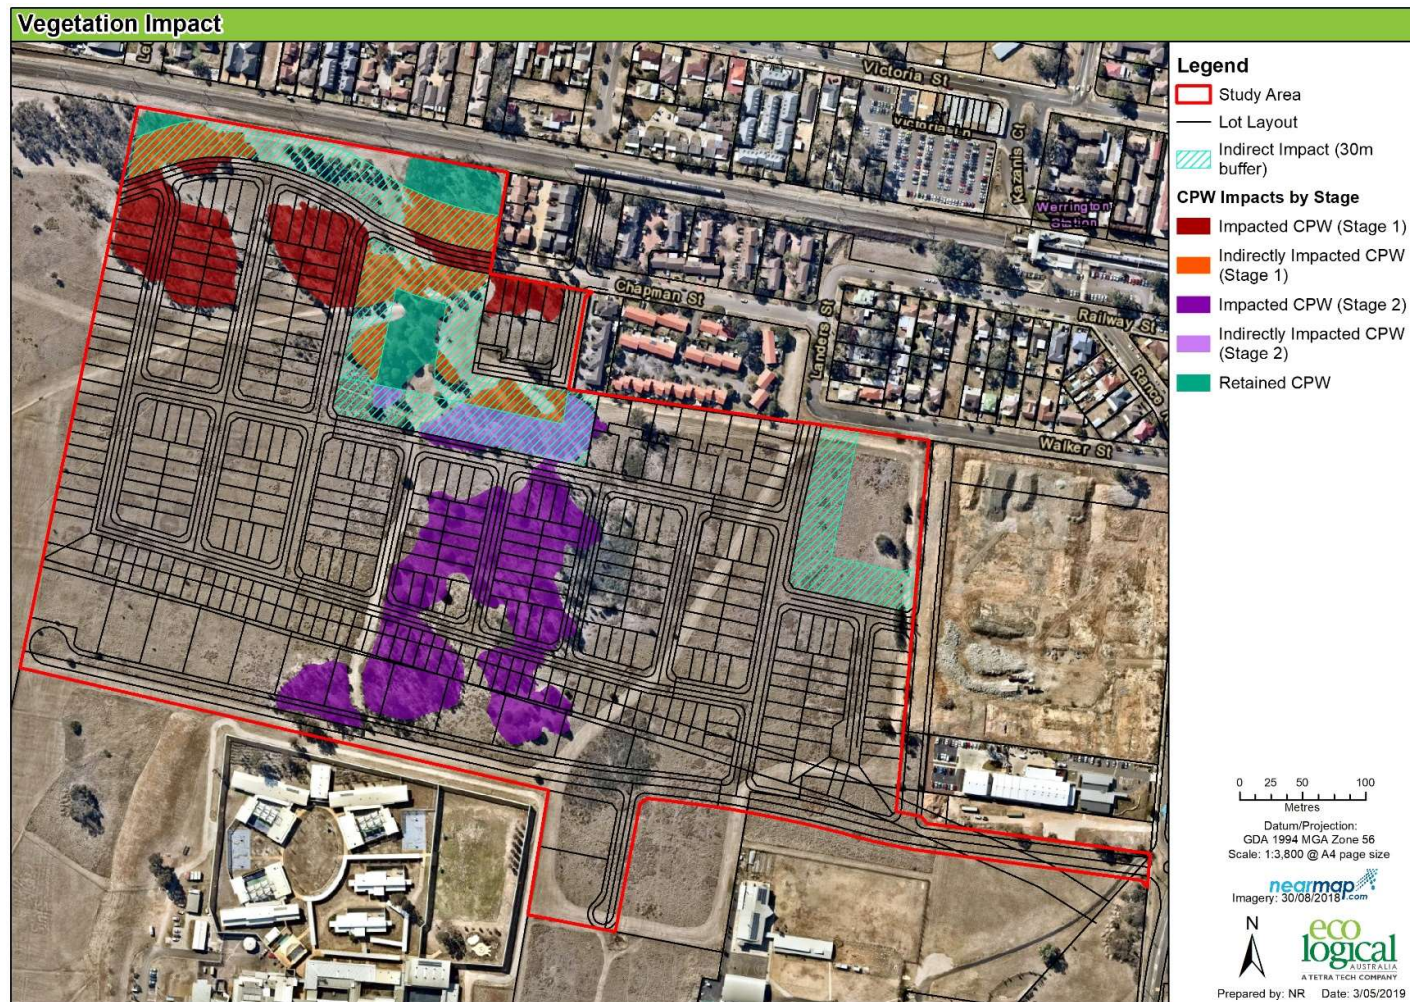 Vegetation Impact
Victoria St
Victoria Ln
Kazanis Ct
Werrington
Station
Chapman St
Landers St
Railway St
Walker St
Legend
Study Area
Lot Layout
Indirect Impact (30m
buffer)
CPW Impacts by Stage
Impacted CPW (Stage 1)
Indirectly Impacted CPW
(Stage 1)
Impacted CPW (Stage 2)
Indirectly Impacted CPW
(Stage 2)
Retained CPW
0 25 50 100
Metres
Datum/Projection:
GDA 1994 MGA Zone 56
Scale: 1:3,800 @ A4 page size
nearmap
.com
Imagery: 30/08/2018
N
eco
logical
AUSTRALIA
A TETRA TECH COMPANY
Prepared by: NR Date: 3/05/2019